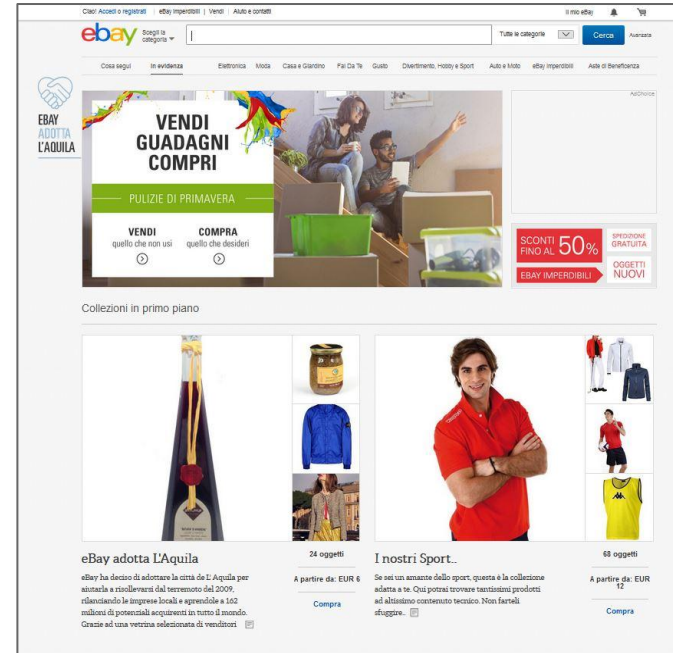 Ciao! Accedi o registrati | eBay Imperdibili | Vendi | Aiuto e contatti
Il mio eBay
ebay
Scegli la
categoria
Tutte le categorie
Cerca
Avanzata
Cosa segui In evidenza Elettronica Moda Casa e Giardino Fai Da Te Gusto Divertimento, Hobby e Sport Auto e Moto eBay Imperdibili Aste di Beneficenza
EBAY
ADOTTA
L'AQUILA
AdChoice
VENDI
GUADAGNI
COMPRI
PULIZIE DI PRIMAVERA
VENDI
quello che non usi
COMPRA
quello che desideri
SCONTI
FINO AL 50%
EBAY IMPERDIBILI
SPEDIZIONE
GRATUITA
OGGETTI
NUOVI
Collezioni in primo piano
eBay adotta L'Aquila
eBay ha deciso di adottare la città de L' Aquila per
aiutarla a risollevarsi dal terremoto del 2009,
rilanciando le imprese locali e aprendole a 162
milioni di potenziali acquirenti in tutto il mondo.
Grazie ad una vetrina selezionata di venditori
24 oggetti
A partire da: EUR 6
Compra
I nostri Sport..
Se sei un amante dello sport, questa è la collezione
adatta a te. Qui potrai trovare tantissimi prodotti
ad altissimo contenuto tecnico. Non farteli
sfuggire..
68 oggetti
A partire da: EUR
12
Compra